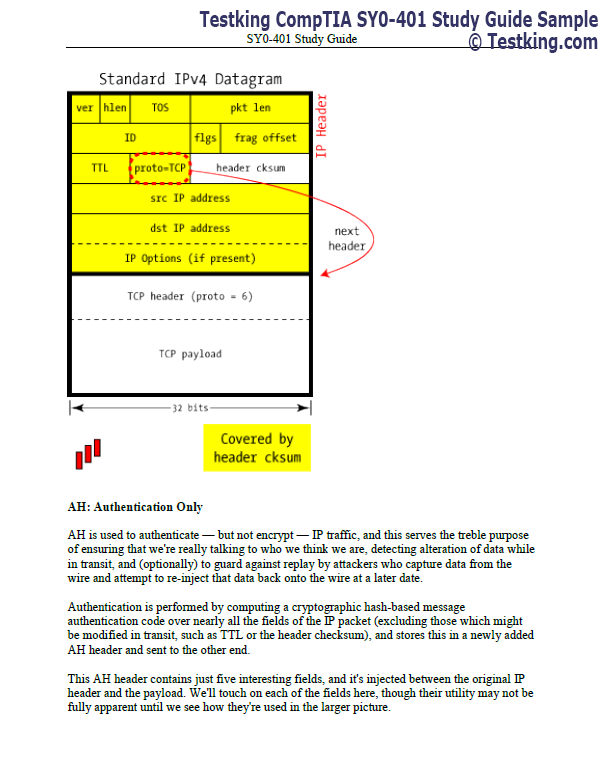 Testking CompTIA SY0-401 Study Guide Sample
SY0-401 Study Guide
© Testking.com
Standard IPv4 Datagram
ver hlen TOS pkt len
ID flgs frag offset
TTL proto=TCP header cksum
src IP address
dst IP address
IP Options (if present)
IP Header
next
header
TCP header (proto = 6)
TCP payload
32 bits
Covered by
header cksum
AH: Authentication Only
AH is used to authenticate — but not encrypt — IP traffic, and this serves the treble purpose
of ensuring that we're really talking to who we think we are, detecting alteration of data while
in transit, and (optionally) to guard against replay by attackers who capture data from the
wire and attempt to re-inject that data back onto the wire at a later date.
Authentication is performed by computing a cryptographic hash-based message
authentication code over nearly all the fields of the IP packet (excluding those which might
be modified in transit, such as TTL or the header checksum), and stores this in a newly added
AH header and sent to the other end.
This AH header contains just five interesting fields, and it's injected between the original IP
header and the payload. We'll touch on each of the fields here, though their utility may not be
fully apparent until we see how they're used in the larger picture.